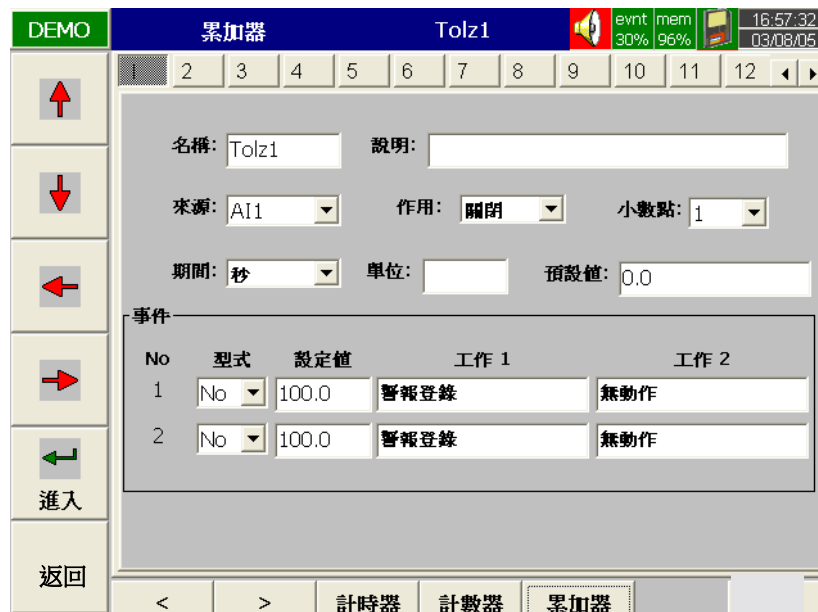 DEMO 累加器 Tolz1 evnt 30% mem 96% 16:57:32 03/08/05
1 2 3 4 5 6 7 8 9 10 11 12
名稱: Tolz1 說明:
來源: AI1 作用: 關閉 小數點: 1
期間: 秒 單位: 預設值: 0.0
事件
No 型式 設定值 工作 1 工作 2
1 No 100.0 警報登錄 無動作
2 No 100.0 警報登錄 無動作
進入
返回
< > 計時器 計數器 累加器